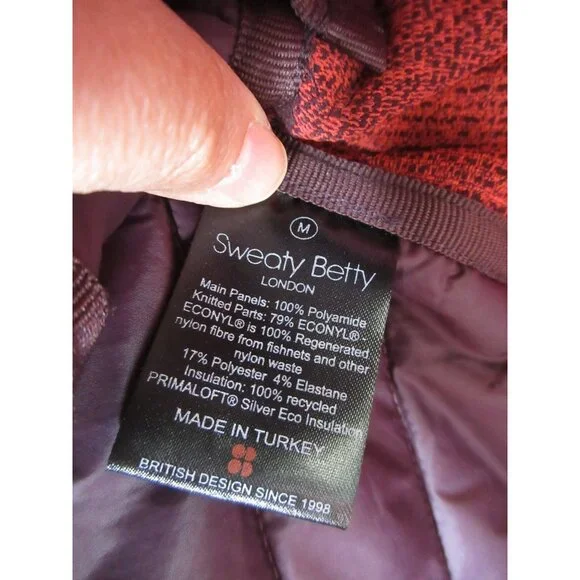 M
Sweaty Betty
LONDON
Main Panels: 100% Polyamide
Knitted Parts: 79% ECONYL® -
ECONYL® is 100% Regenerated
nylon fibre from fishnets and other
nylon waste
17% Polyester 4% Elastane
Insulation: 100% recycled
PRIMALOFT® Silver Eco Insulation
MADE IN TURKEY
BRITISH DESIGN SINCE 1998